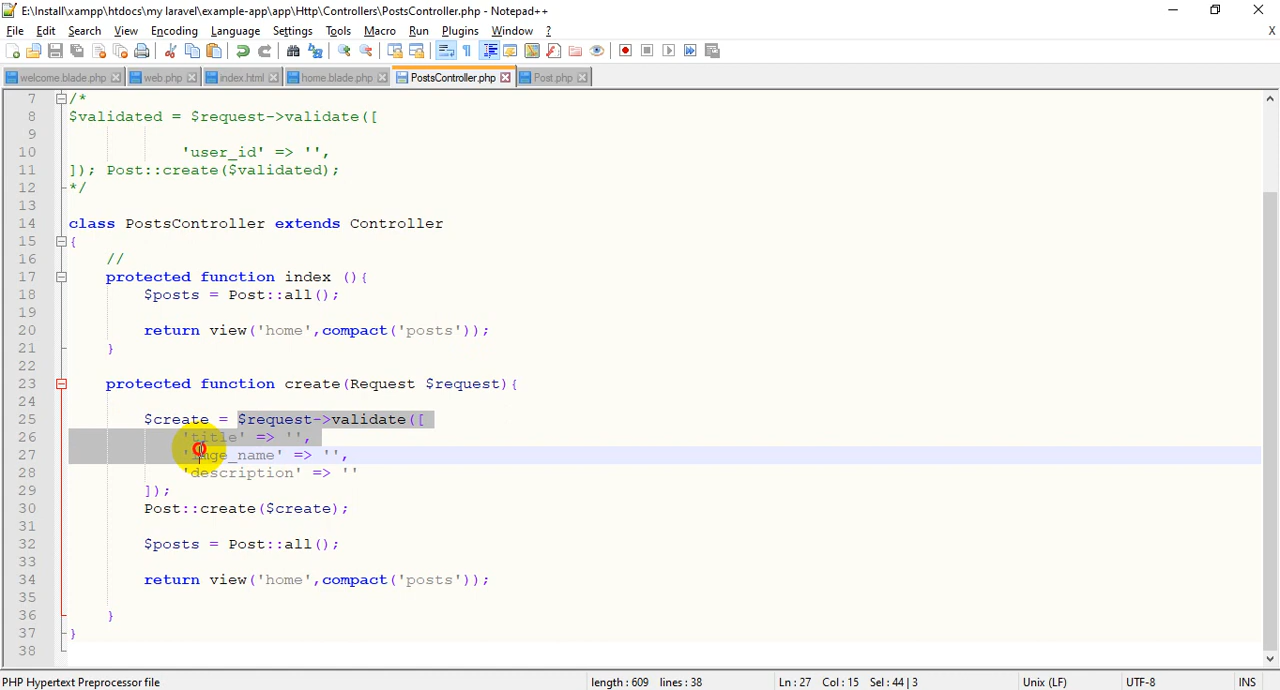 E:\Install\xampp\htdocs\my laravel\example-app\app\Http\Controllers\PostsController.php - Notepad++
File Edit Search View Encoding Language Settings Tools Macro Run Plugins Window ? X
welcome.blade.php web.php index.html home.blade.php PostsController.php Post.php
7 /*
8 $validated = $request->validate([
9
10 'user_id' => '',
11 ]); Post::create($validated);
12 */
13
14 class PostsController extends Controller
15 {
16 //
17 protected function index (){
18 $posts = Post::all();
19
20 return view('home',compact('posts'));
21 }
22
23 protected function create(Request $request){
24
25 $create = $request->validate([
26 'title' => '',
27 _name' => '',
28 'description' => ''
29 ]);
30 Post::create($create);
31
32 $posts = Post::all();
33
34 return view('home',compact('posts'));
35
36 }
37 }
38
PHP Hypertext Preprocessor file length : 609 lines : 38 Ln : 27 Col : 15 Sel : 44 | 3 Unix (LF) UTF-8 INS